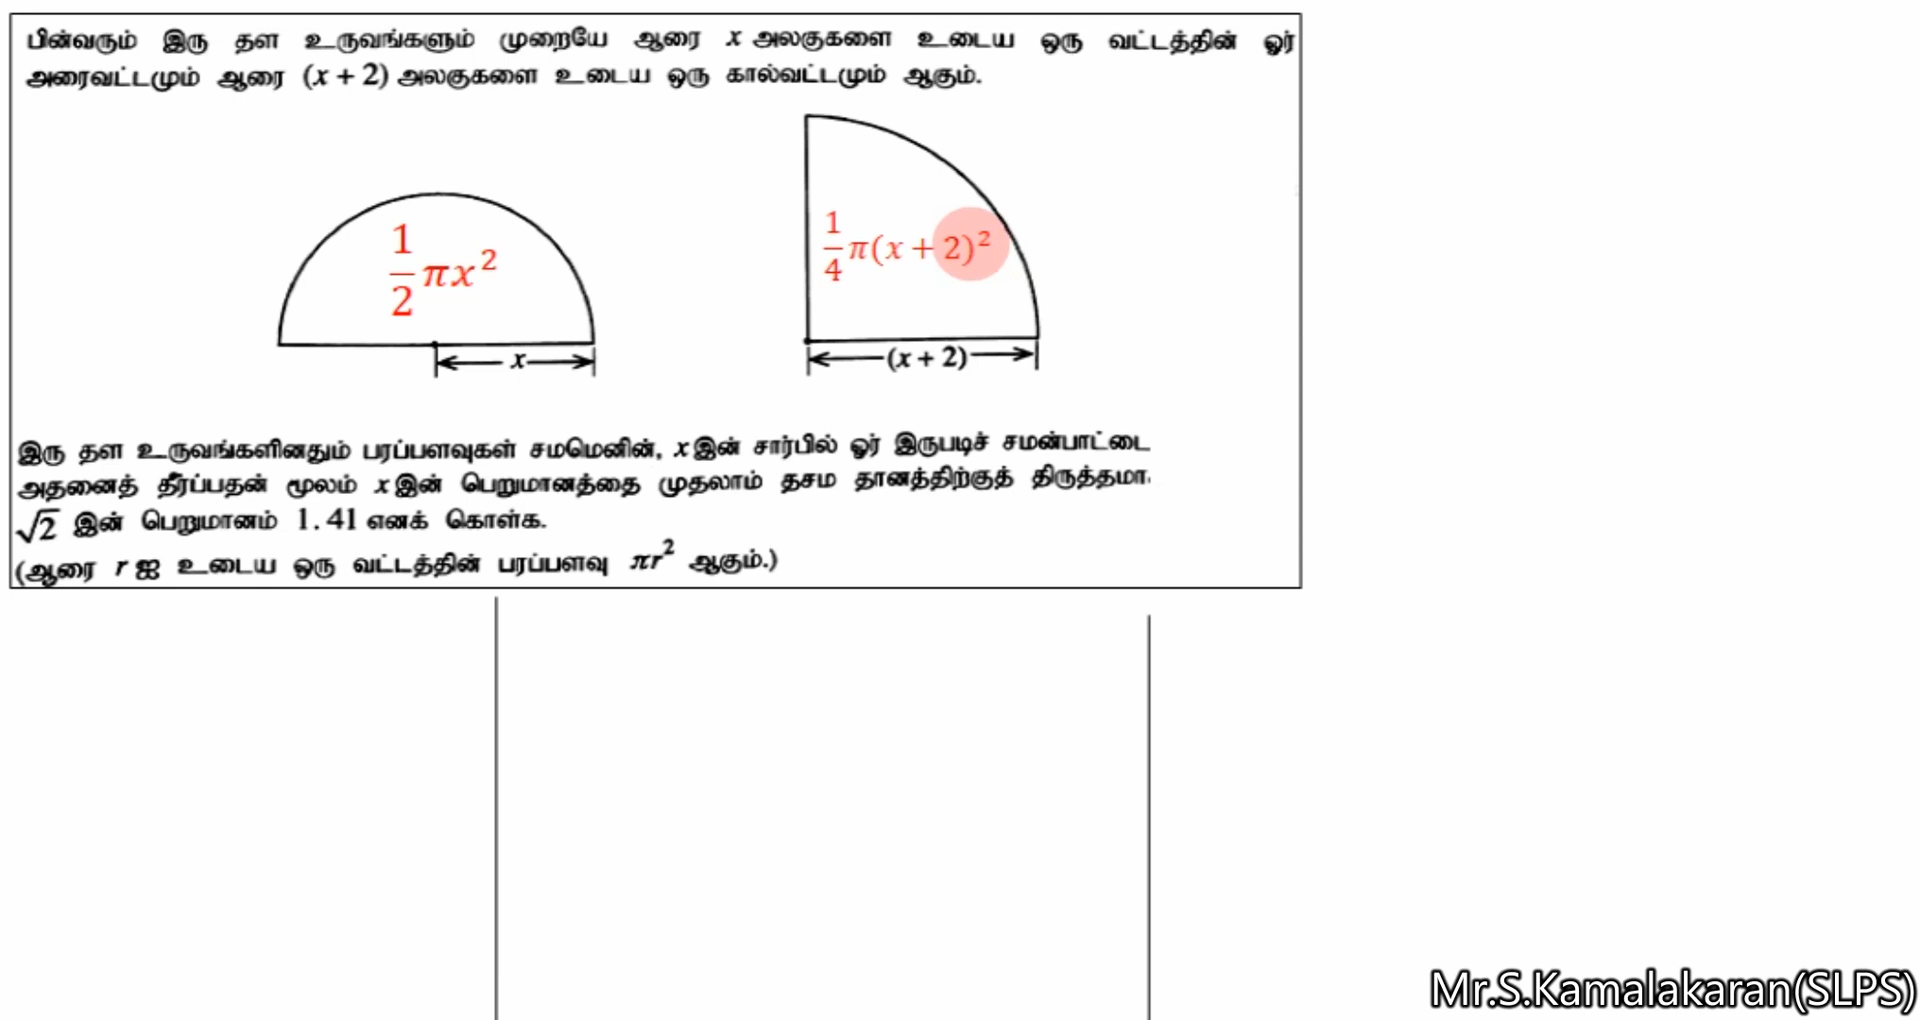 பின்வரும் இரு தள உருவங்களும் முறையே ஆரை x அலகுகளை உடைய ஒரு வட்டத்தின் ஓர்
அரைவட்டமும் ஆரை (x + 2) அலகுகளை உடைய ஒரு கால்வட்டமும் ஆகும்.
1/2 πx²
1/4 π(x + 2)²
x
(x + 2)
இரு தள உருவங்களினதும் பரப்பளவுகள் சமமெனின், x இன் சார்பில் ஓர் இருபடிச் சமன்பாட்டை
அதனைத் தீர்ப்பதன் மூலம் x இன் பெறுமானத்தை முதலாம் தசம தானத்திற்குத் திருத்தமா
√2 இன் பெறுமானம் 1.41 எனக் கொள்க.
(ஆரை r ஐ உடைய ஒரு வட்டத்தின் பரப்பளவு πr² ஆகும்.)
Mr.S.Kamalakaran(SLPS)